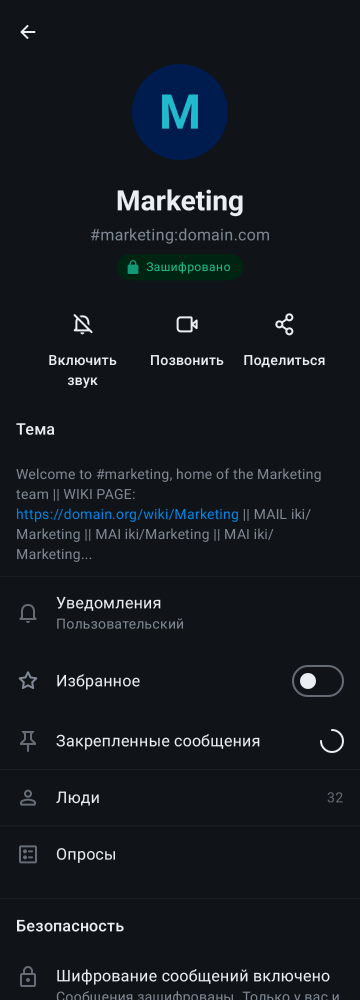 M
Marketing
#marketing:domain.com
Зашифровано
Включить звук
Позвонить
Поделиться
Тема
Welcome to #marketing, home of the Marketing
team || WIKI PAGE:
https://domain.org/wiki/Marketing || MAIL iki/
Marketing || MAI iki/Marketing || MAI iki/
Marketing...
Уведомления
Пользовательский
Избранное
Закрепленные сообщения
Люди
32
Опросы
Безопасность
Шифрование сообщений включено
Сообщения зашифрованы. Только у вас и